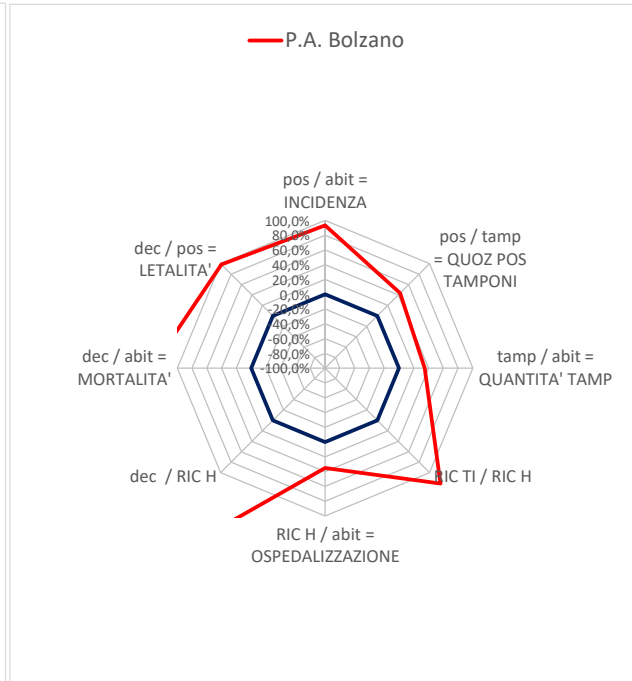 P.A. Bolzano
pos / abit =
INCIDENZA
pos / tamp
= QUOZ POS
TAMPONI
tamp / abit =
QUANTITA' TAMP
RIC TI / RIC H
RIC H / abit =
OSPEDALIZZAZIONE
dec / RIC H
dec / abit =
MORTALITA'
dec / pos =
LETALITA'
100,0%
80,0%
60,0%
40,0%
20,0%
0,0%
-20,0%
-40,0%
-60,0%
-80,0%
-100,0%